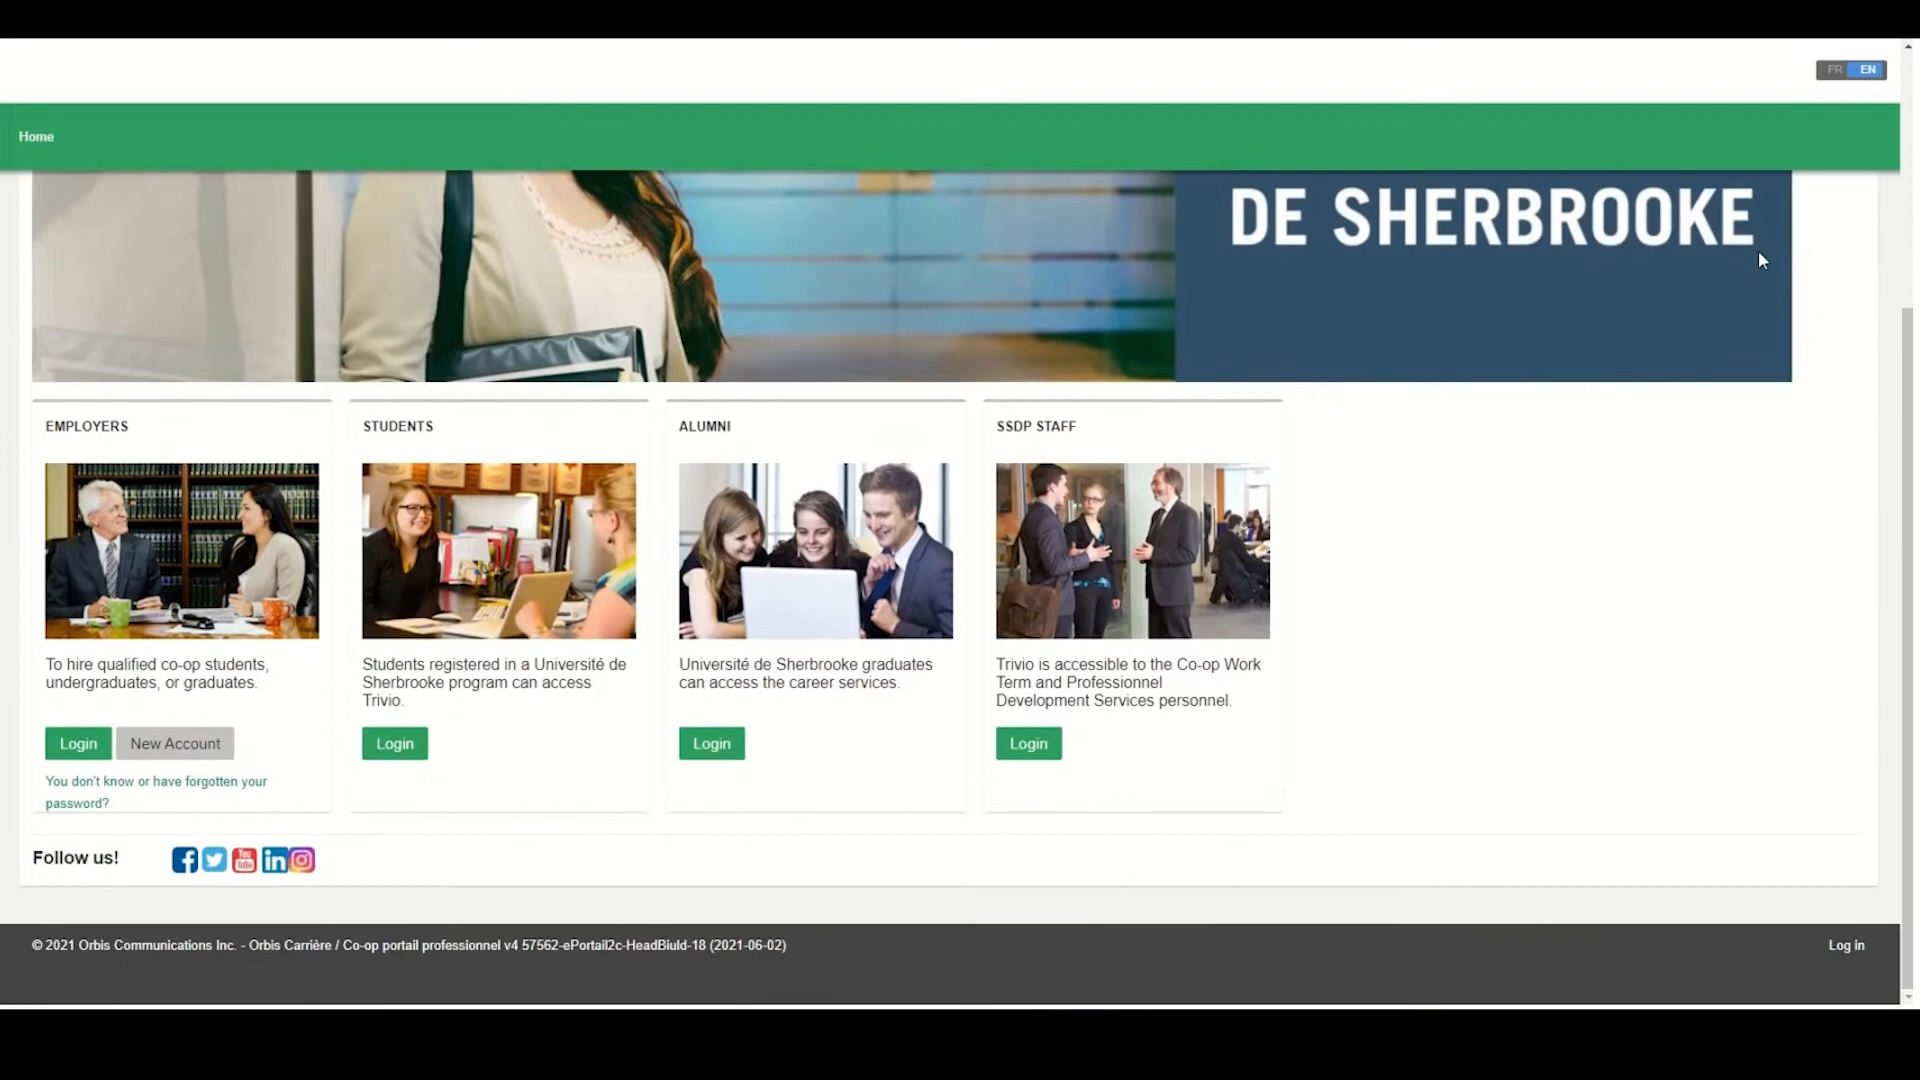 FR EN
Home
DE SHERBROOKE
EMPLOYERS
STUDENTS
ALUMNI
SSDP STAFF
To hire qualified co-op students,
undergraduates, or graduates.
Students registered in a Université de
Sherbrooke program can access
Trivio.
Université de Sherbrooke graduates
can access the career services.
Trivio is accessible to the Co-op Work
Term and Professionnel
Development Services personnel.
Login New Account
Login
Login
Login
You don't know or have forgotten your
password?
Follow us!
© 2021 Orbis Communications Inc. - Orbis Carrière / Co-op portail professionnel v4 57562-ePortail2c-HeadBiuld-18 (2021-06-02)
Log in